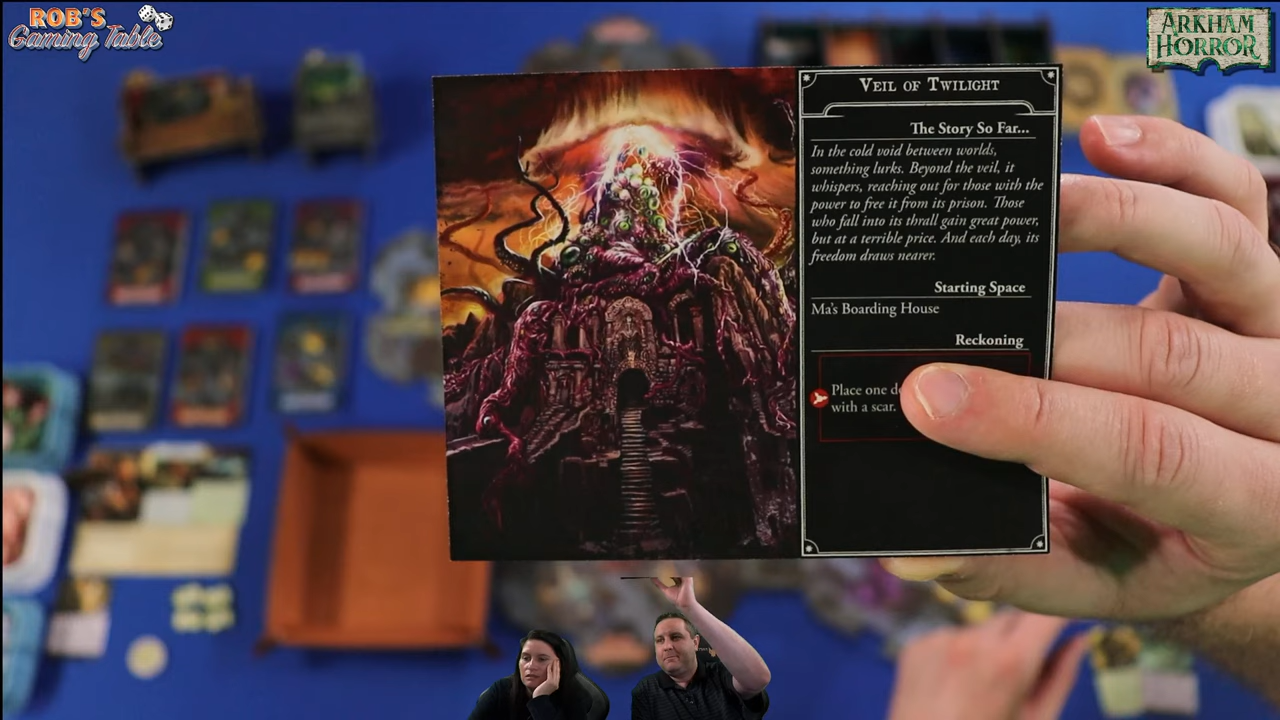 ROB'S
Gaming Table
ARKHAM
HORROR
VEIL OF TWILIGHT
The Story So Far...
In the cold void between worlds,
something lurks. Beyond the veil, it
whispers, reaching out for those with the
power to free it from its prison. Those
who fall into its thrall gain great power,
but at a terrible price. And each day, its
freedom draws nearer.
Starting Space
Ma's Boarding House
Reckoning
Place one
with a scar.